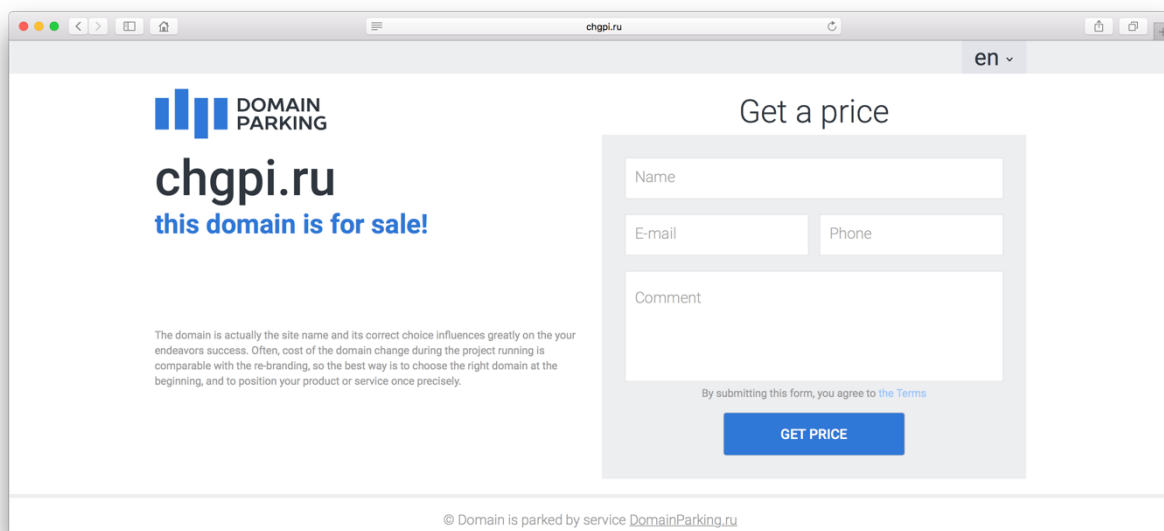 chgpi.ru
en
DOMAIN
PARKING
chgpi.ru
this domain is for sale!
The domain is actually the site name and its correct choice influences greatly on the your
endeavors success. Often, cost of the domain change during the project running is
comparable with the re-branding, so the best way is to choose the right domain at the
beginning, and to position your product or service once precisely.
Get a price
Name
E-mail
Phone
Comment
By submitting this form, you agree to the Terms
GET PRICE
© Domain is parked by service DomainParking.ru